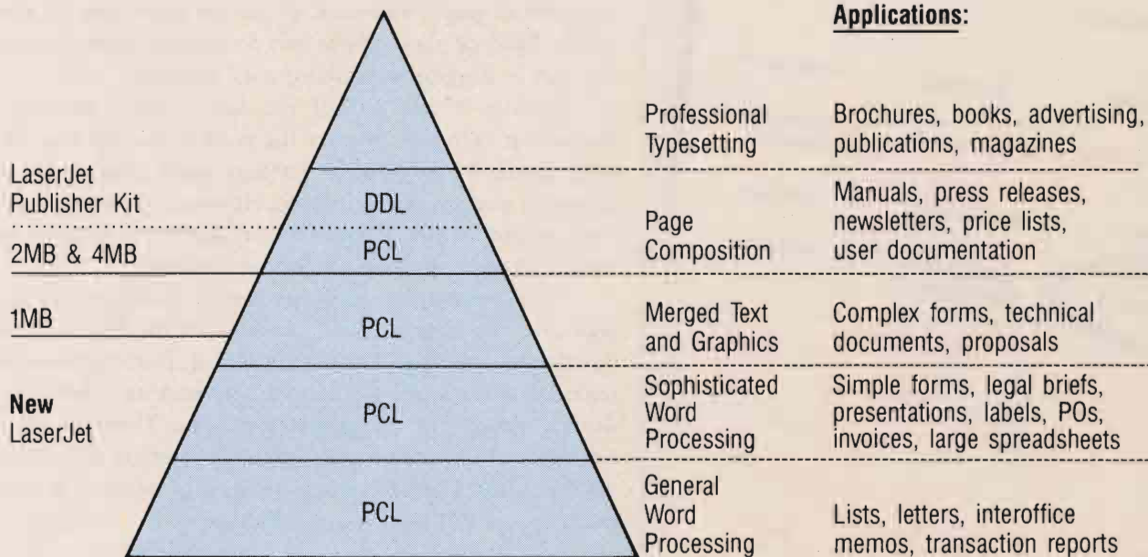 Applications:
Professional
Typesetting
Brochures, books, advertising,
publications, magazines
LaserJet
Publisher Kit
DDL
Page
Composition
Manuals, press releases,
newsletters, price lists,
user documentation
2MB & 4MB
PCL
1MB
PCL
Merged Text
and Graphics
Complex forms, technical
documents, proposals
New
LaserJet
PCL
Sophisticated
Word
Processing
Simple forms, legal briefs,
presentations, labels, POs,
invoices, large spreadsheets
PCL
General
Word
Processing
Lists, letters, interoffice
memos, transaction reports